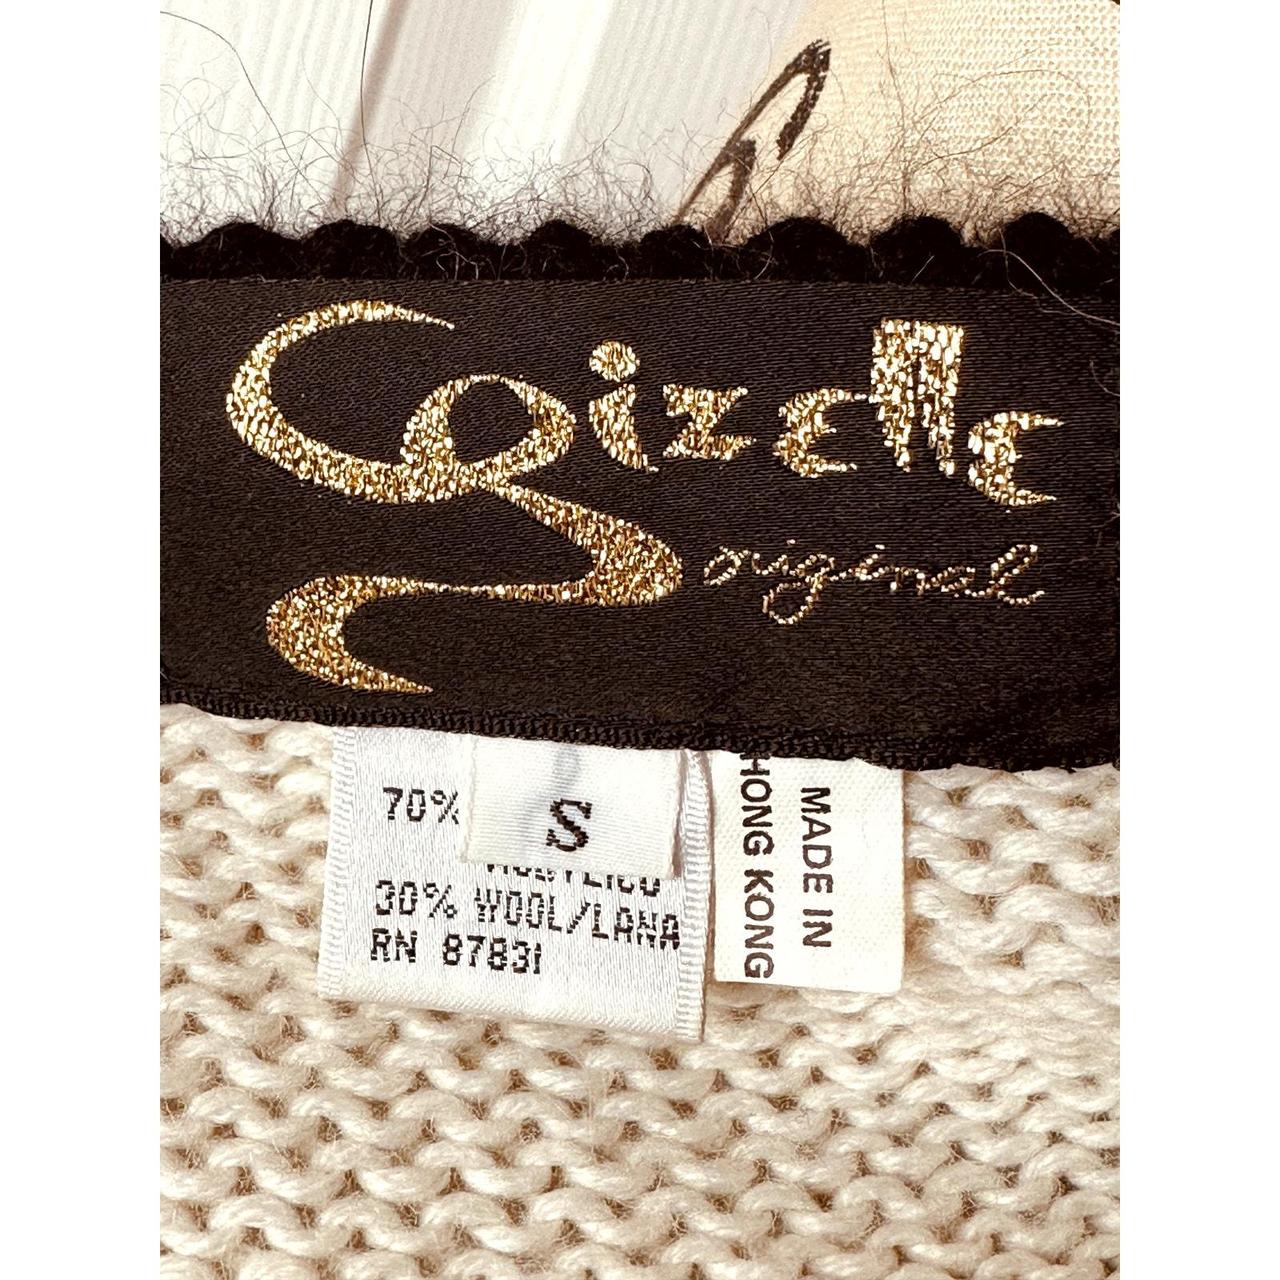 Gizelle
original
70%
S
30% WOOL/LANA
RN 87831
MADE IN
HONG KONG